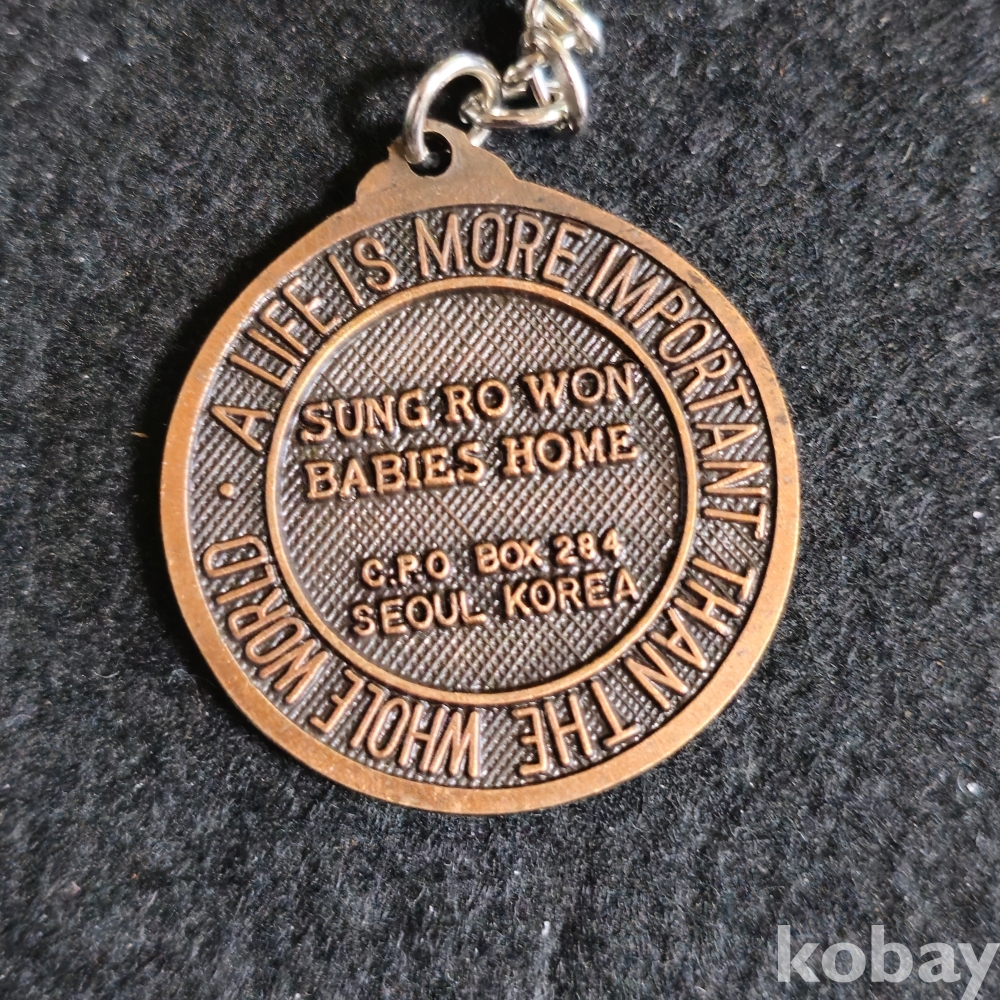 A LIFE IS MORE IMPORTANT THAN THE WHOLE WORLD •
SUNG RO WON
BABIES HOME
C.P.O BOX 284
SEOUL KOREA
kobay